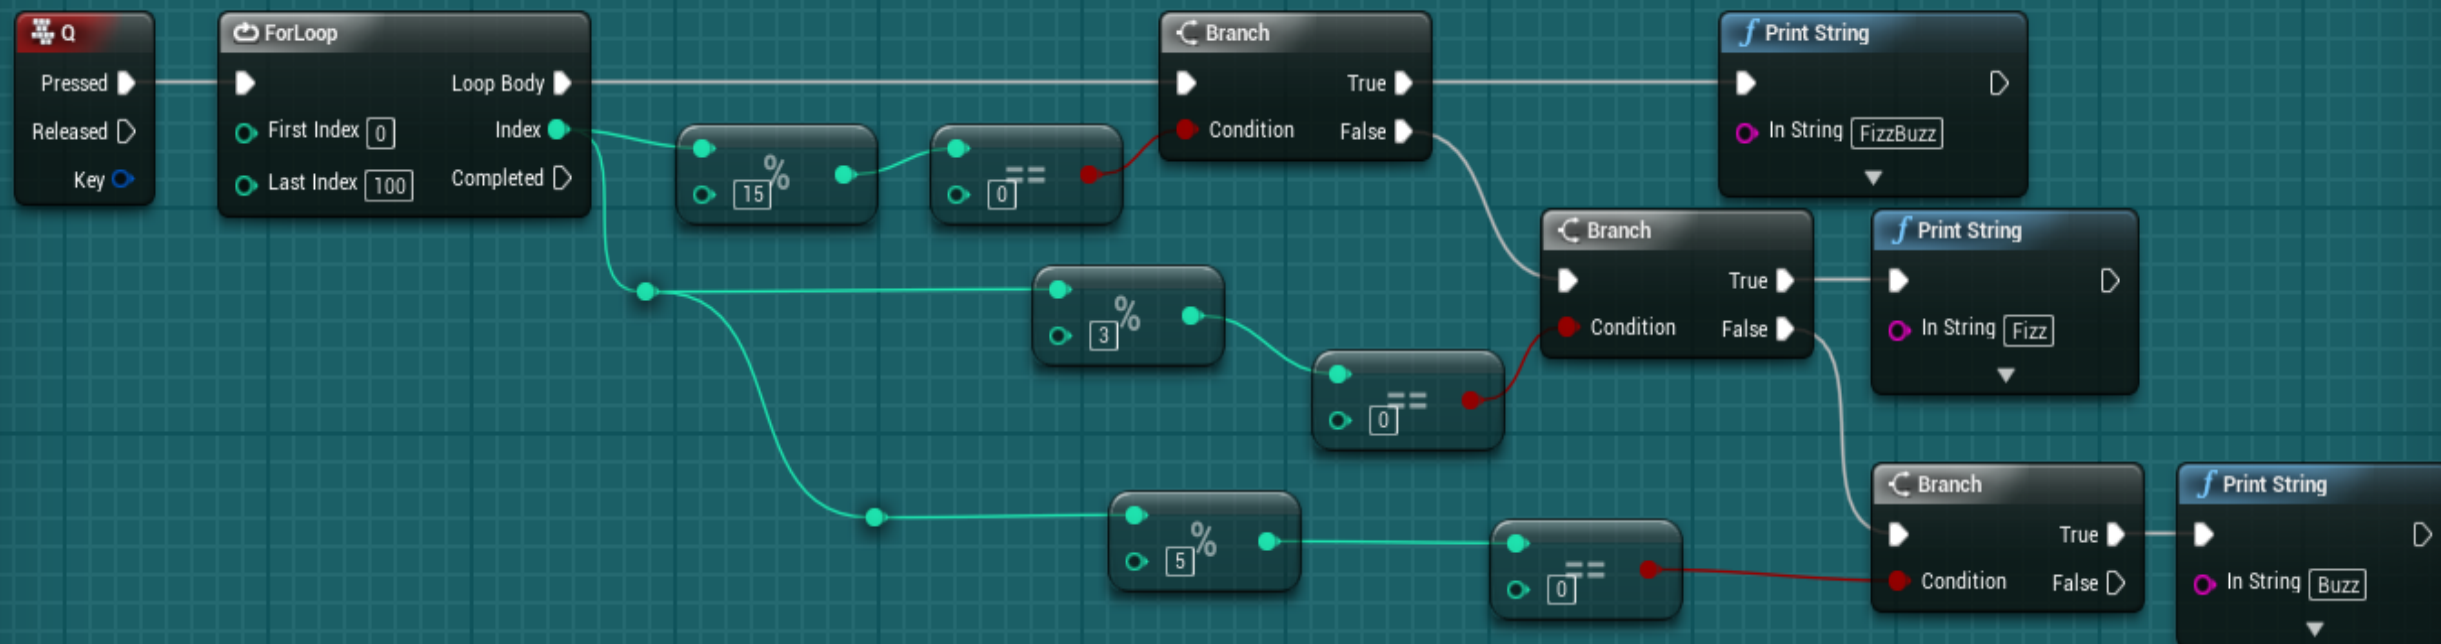 Q
Pressed
Released
Key
ForLoop
First Index 0
Last Index 100
Loop Body
Index
Completed
%
15
==
0
Branch
Condition
True
False
Print String
In String FizzBuzz
%
3
==
0
Branch
Condition
True
False
Print String
In String Fizz
%
5
==
0
Branch
Condition
True
False
Print String
In String Buzz